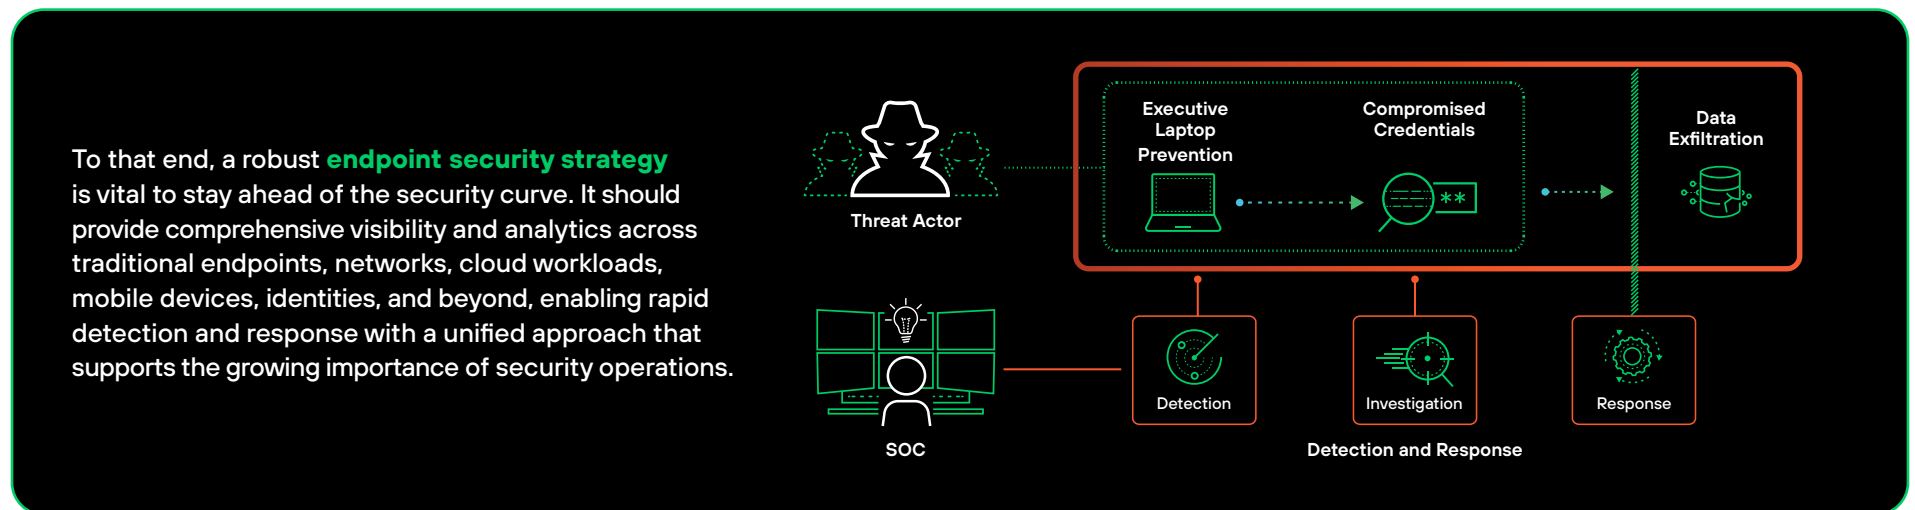 To that end, a robust endpoint security strategy
is vital to stay ahead of the security curve. It should
provide comprehensive visibility and analytics across
traditional endpoints, networks, cloud workloads,
mobile devices, identities, and beyond, enabling rapid
detection and response with a unified approach that
supports the growing importance of security operations.
Threat Actor
Executive
Laptop
Prevention
Compromised
Credentials
**
Data
Exfiltration
SOC
Detection
Investigation
Response
Detection and Response